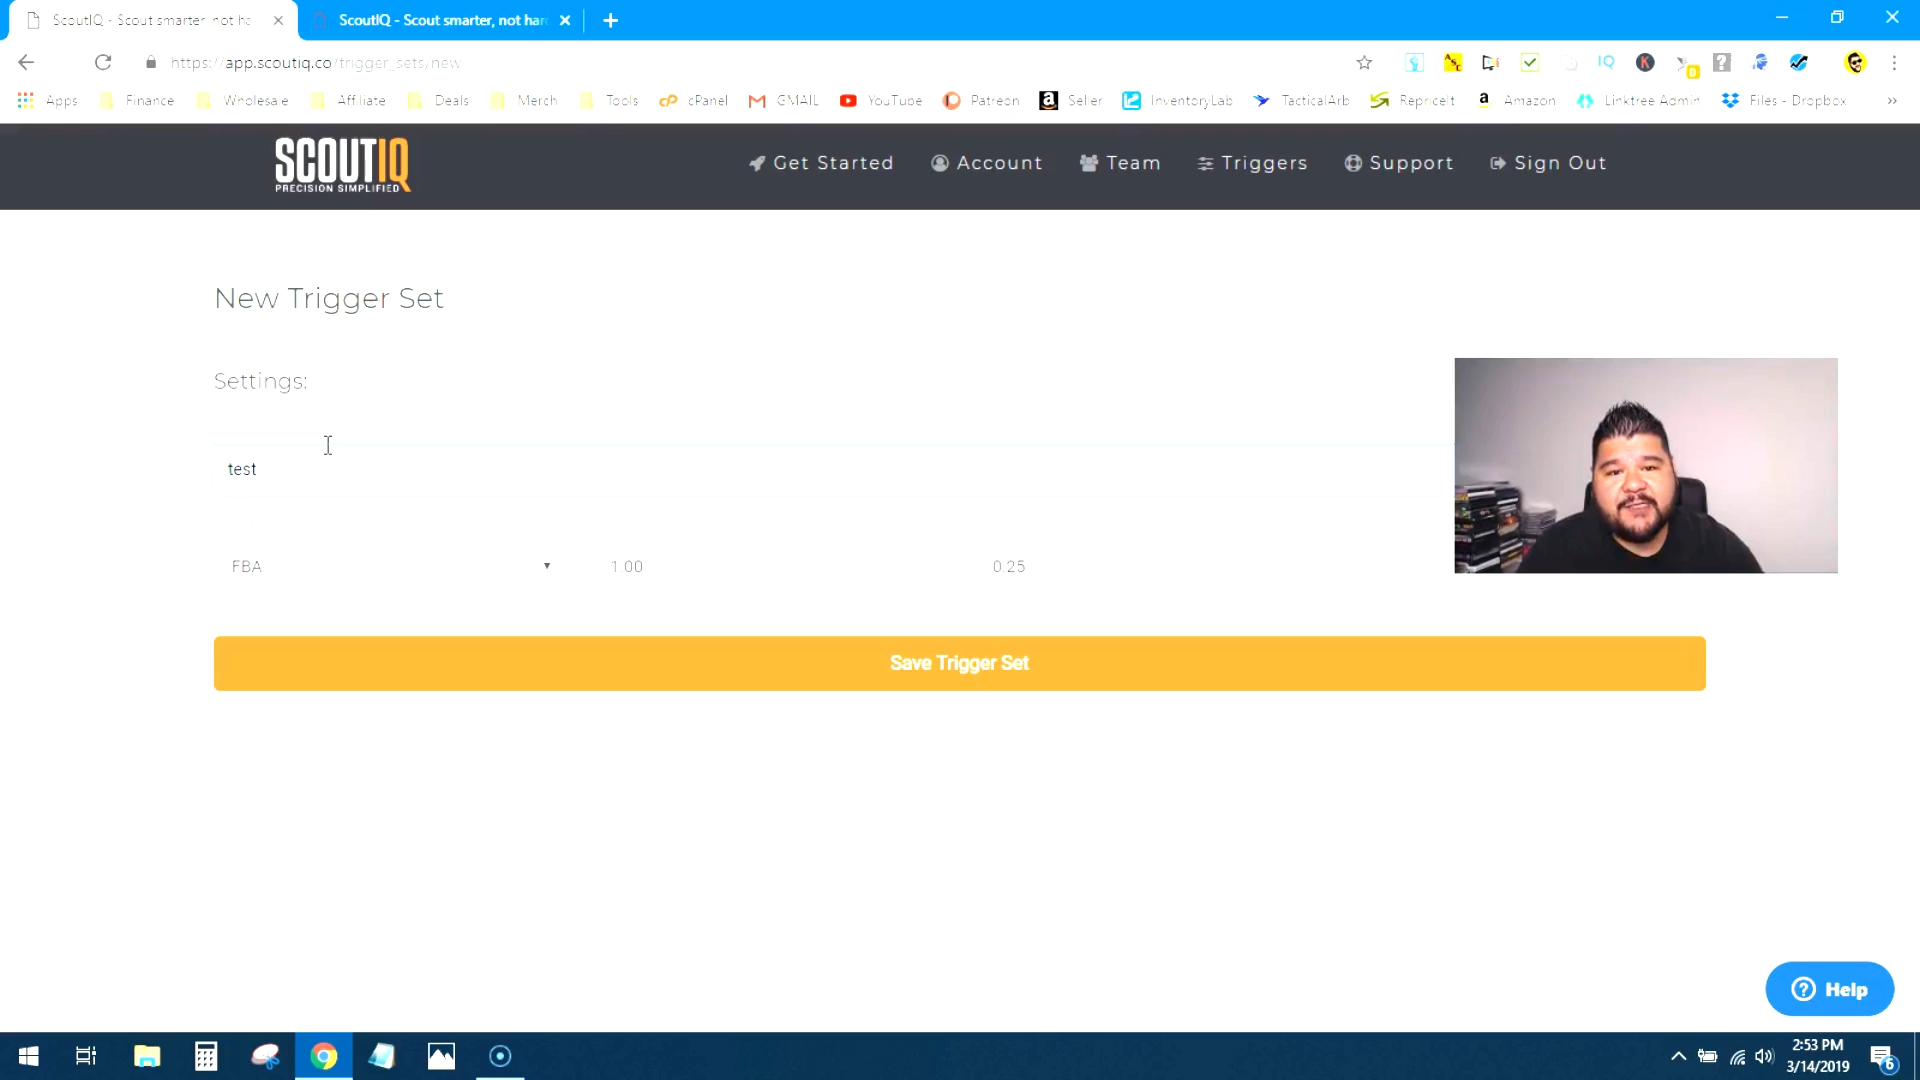 ScoutIQ - Scout smarter, not ha
ScoutIQ - Scout smarter, not har
https://app.scoutiq.co/trigger_sets/new
Apps Finance Wholesale Affiliate Deals Merch Tools cPanel GMAIL YouTube Patreon Seller InventoryLab TacticalArb RepriceIt Amazon Linktree Admin Files - Dropbox
SCOUTIQ
PRECISION SIMPLIFIED
Get Started Account Team Triggers Support Sign Out
New Trigger Set
Settings:
test
FBA 1.00 0.25
Save Trigger Set
Help
2:53 PM
3/14/2019
6